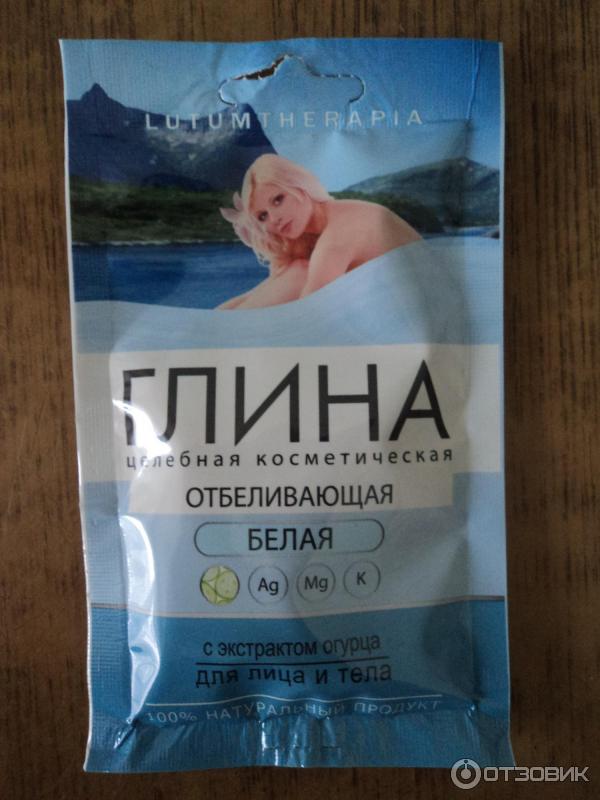 LUTUMTHERAPIA
ГЛИНА
целебная косметическая
ОТБЕЛИВАЮЩАЯ
БЕЛАЯ
Ag Mg K
с экстрактом огурца
для лица и тела
100% НАТУРАЛЬНЫЙ ПРОДУКТ
ОТЗОВИК